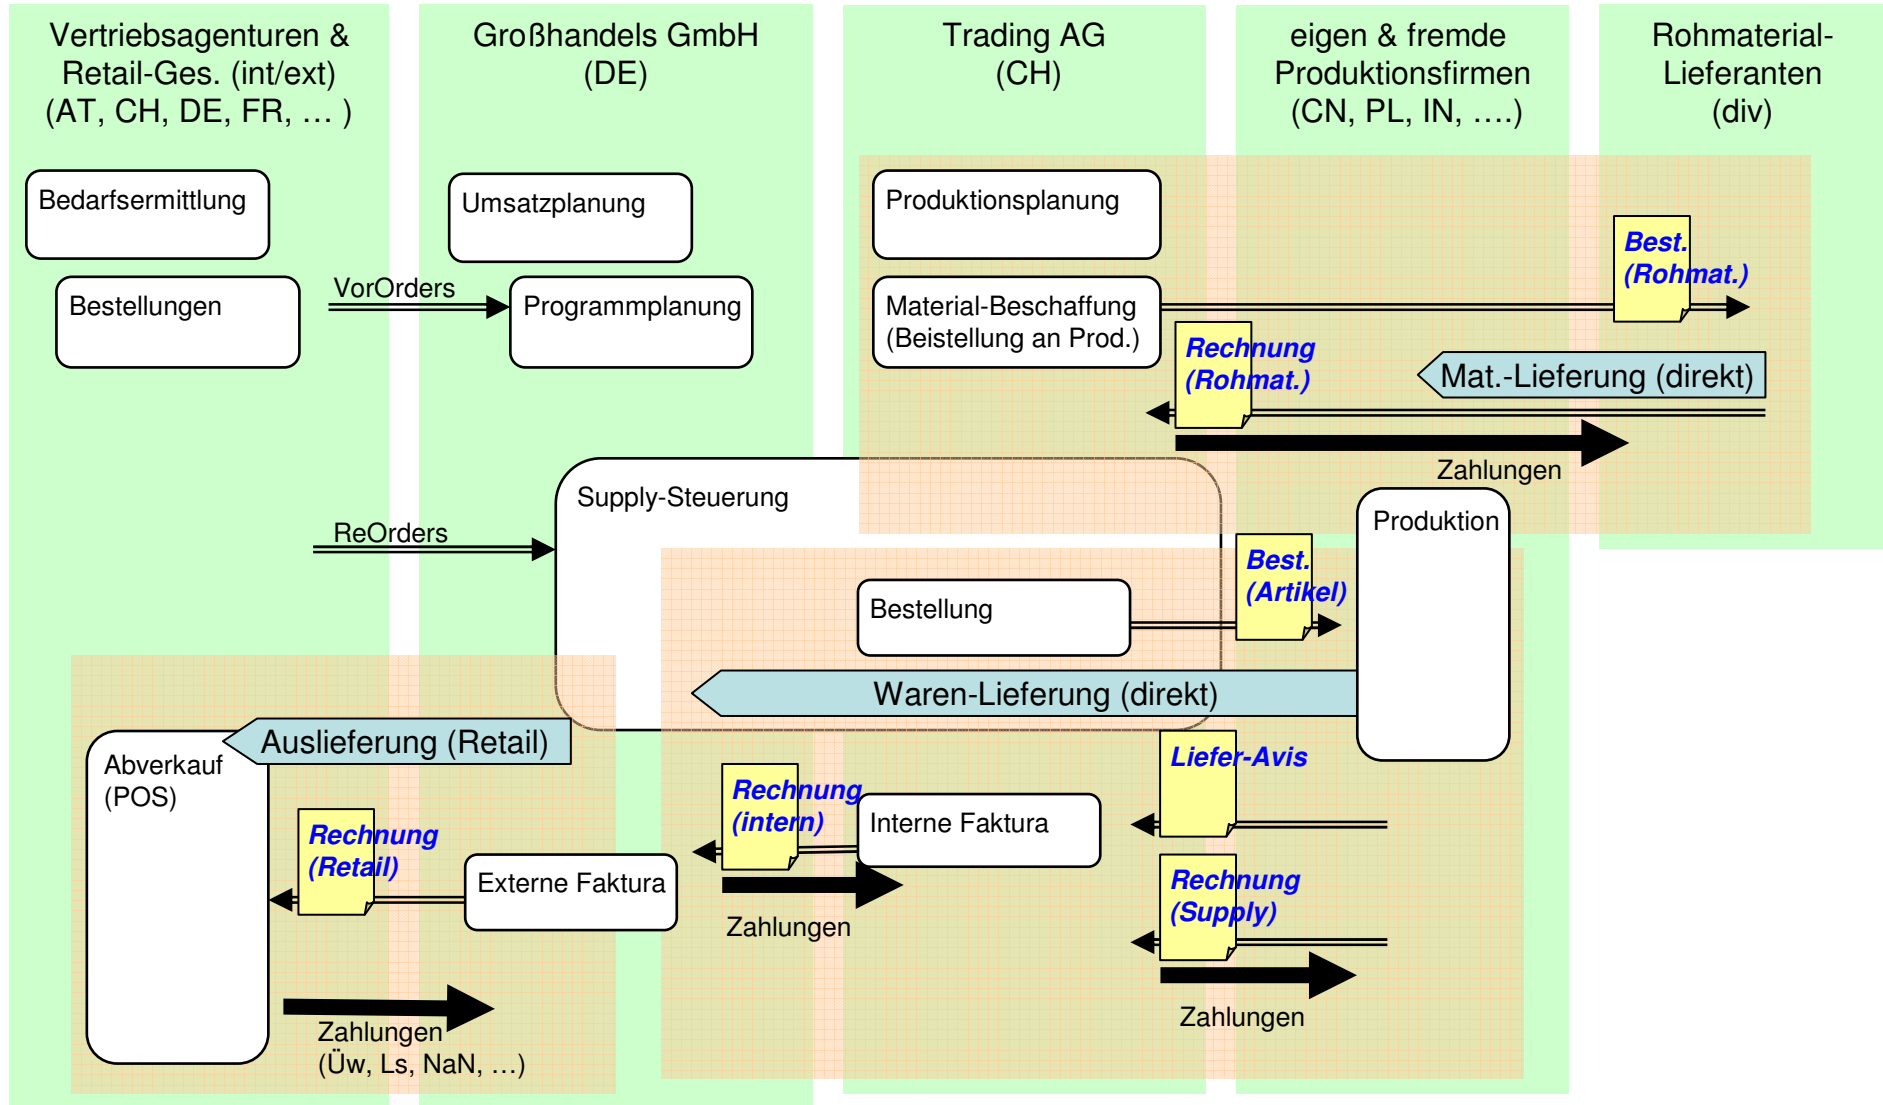 Vertriebsagenturen &
Retail-Ges. (int/ext)
(AT, CH, DE, FR, … )
Großhandels GmbH
(DE)
Trading AG
(CH)
eigen & fremde
Produktionsfirmen
(CN, PL, IN, ….)
Rohmaterial-
Lieferanten
(div)
Bedarfsermittlung
Umsatzplanung
Produktionsplanung
Best.
(Rohmat.)
Bestellungen
VorOrders
Programmplanung
Material-Beschaffung
(Beistellung an Prod.)
Rechnung
(Rohmat.)
Mat.-Lieferung (direkt)
Zahlungen
Supply-Steuerung
Produktion
ReOrders
Best.
(Artikel)
Bestellung
Waren-Lieferung (direkt)
Auslieferung (Retail)
Abverkauf
(POS)
Liefer-Avis
Rechnung
(intern)
Interne Faktura
Rechnung
(Retail)
Externe Faktura
Rechnung
(Supply)
Zahlungen
Zahlungen
Zahlungen
(Üw, Ls, NaN, …)